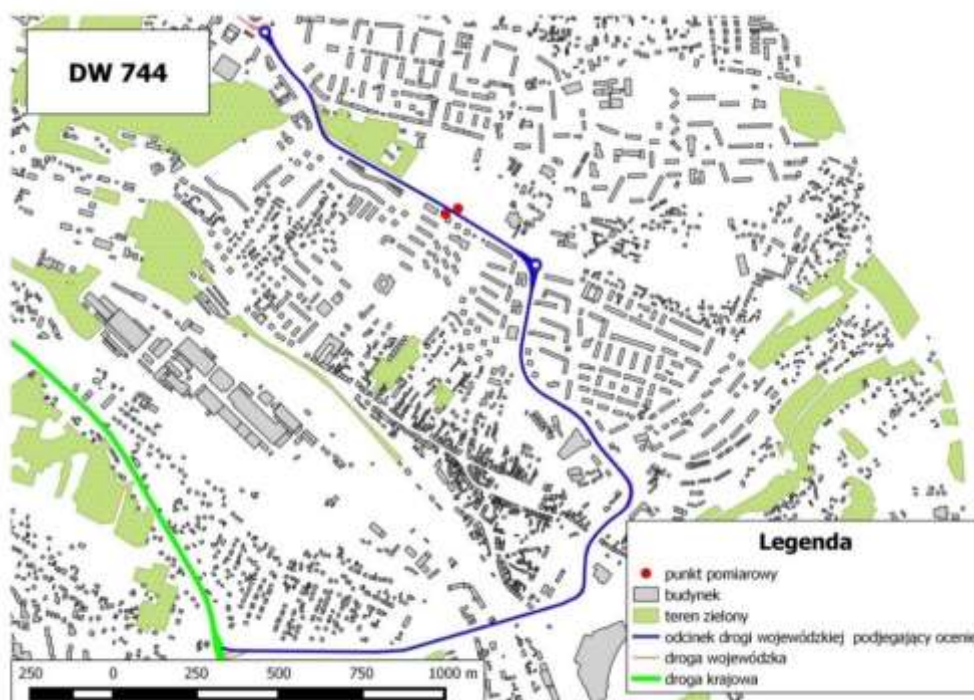 DW 744
Legenda
punkt pomiarowy
budynek
teren zielony
odcinek drogi wojewódzkiej podjegający ocenie
droga wojewódzka
droga krajowa
250 0 250 500 750 1000 m